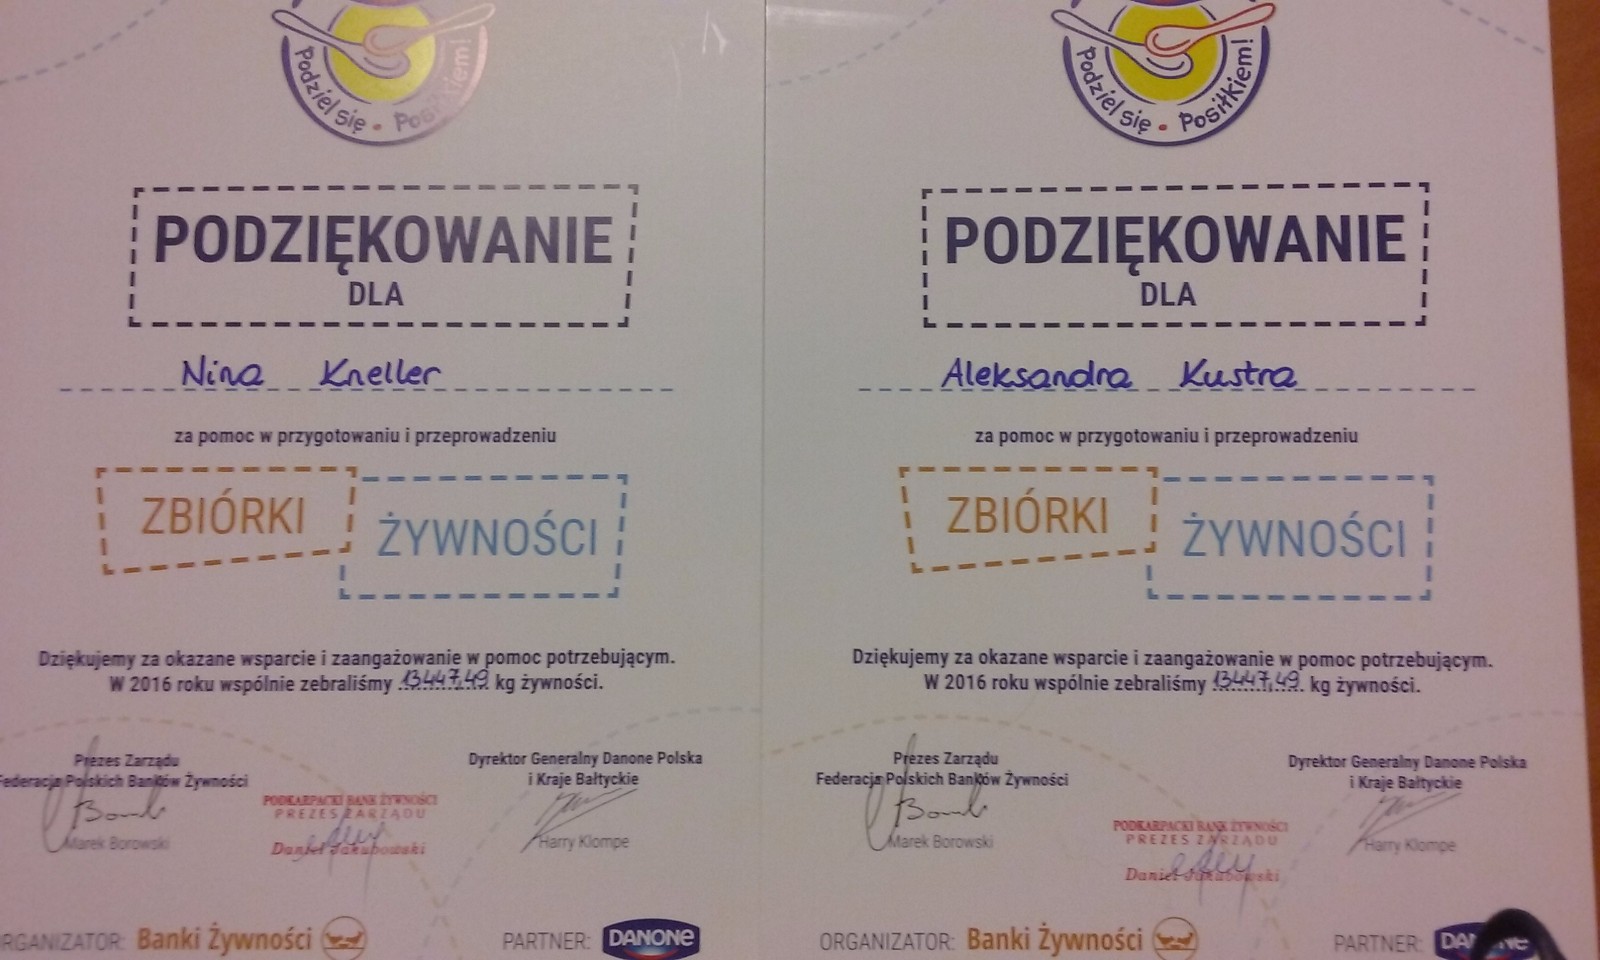 Podziel się • Posiłkiem!
PODZIĘKOWANIE
DLA
Nina Kneller
za pomoc w przygotowaniu i przeprowadzeniu
ZBIÓRKI
ŻYWNOŚCI
Dziękujemy za okazane wsparcie i zaangażowanie w pomoc potrzebującym.
W 2016 roku wspólnie zebraliśmy 13447,49 kg żywności.
Prezes Zarządu
Federacja Polskich Banków Żywności
Marek Borowski
PODKARPACKI BANK ŻYWNOŚCI
PREZES ZARZĄDU
Daniel Jakubowski
Dyrektor Generalny Danone Polska
i Kraje Bałtyckie
Harry Klompe
RGANIZATOR: Banki Żywności
PARTNER: DANONE
Podziel się • Posiłkiem!
PODZIĘKOWANIE
DLA
Aleksandra Kustra
za pomoc w przygotowaniu i przeprowadzeniu
ZBIÓRKI
ŻYWNOŚCI
Dziękujemy za okazane wsparcie i zaangażowanie w pomoc potrzebującym.
W 2016 roku wspólnie zebraliśmy 13447,49 kg żywności.
Prezes Zarządu
Federacja Polskich Banków Żywności
Marek Borowski
PODKARPACKI BANK ŻYWNOŚCI
PREZES ZARZĄDU
Daniel Jakubowski
Dyrektor Generalny Danone Polska
i Kraje Bałtyckie
Harry Klompe
ORGANIZATOR: Banki Żywności
PARTNER: DANONE